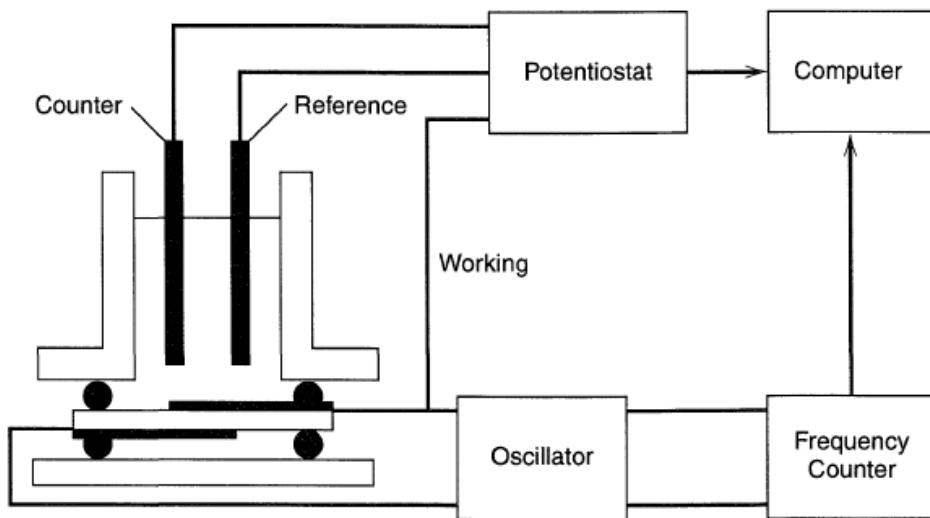 Potentiostat
Computer
Counter
Reference
Working
Oscillator
Frequency
Counter